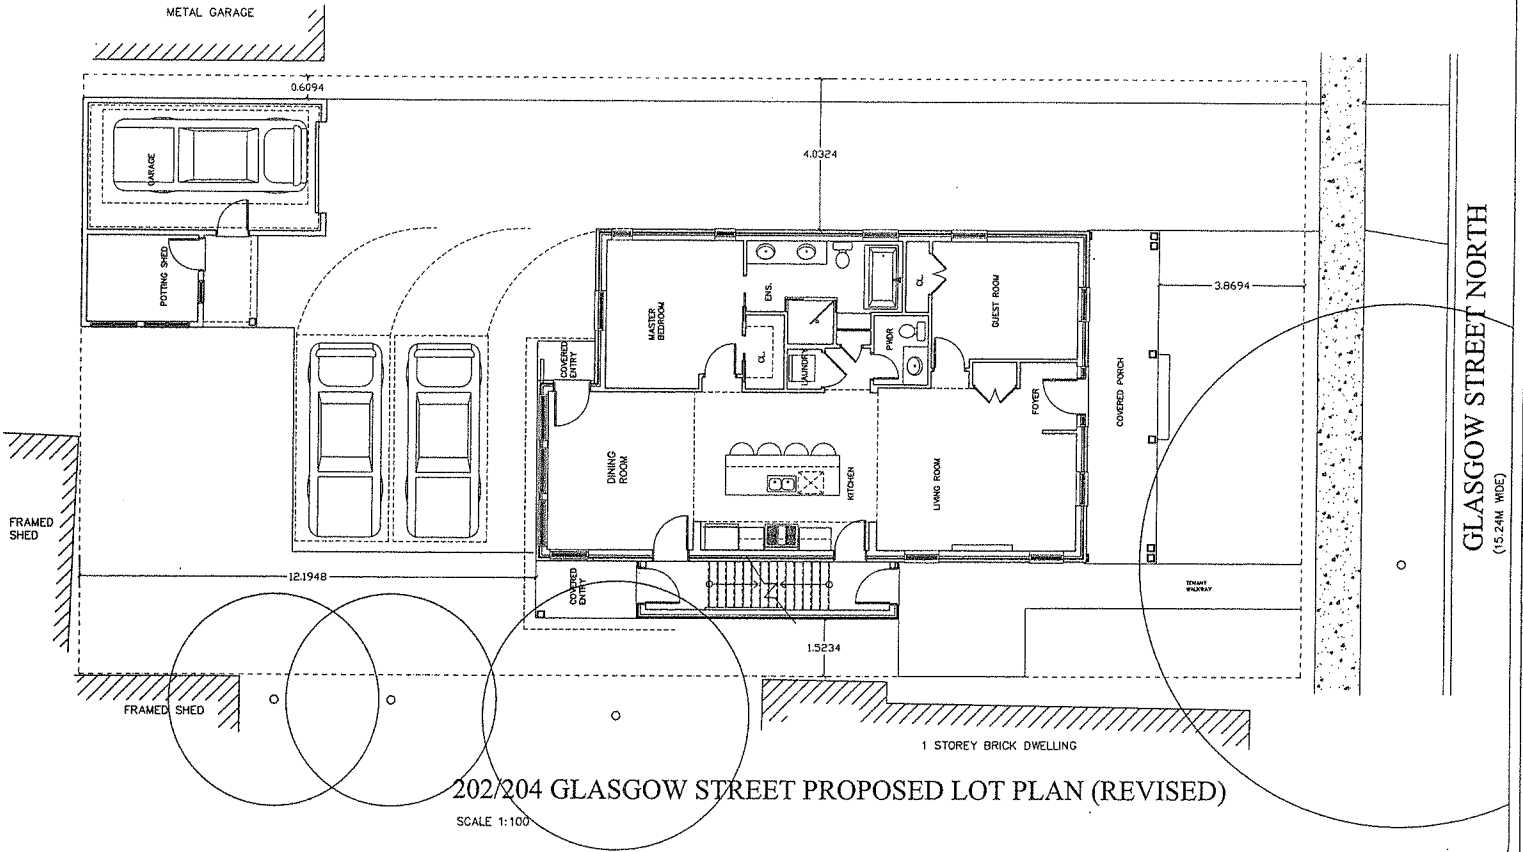 METAL GARAGE
0.6094
GARAGE
4.0324
POTTING SHED
MASTER
BEDROOM
ENS.
CL.
GUEST ROOM
3.8694
GLASGOW STREET NORTH
(15.24M WIDE)
COVERED
ENTRY
CL.
LAUNDRY
PWDR
FOYER
COVERED PORCH
DINING
ROOM
KITCHEN
LIVING ROOM
FRAMED
SHED
12.1948
COVERED
ENTRY
TENANT
WALKWAY
1.5234
FRAMED SHED
1 STOREY BRICK DWELLING
202/204 GLASGOW STREET PROPOSED LOT PLAN (REVISED)
SCALE 1:100